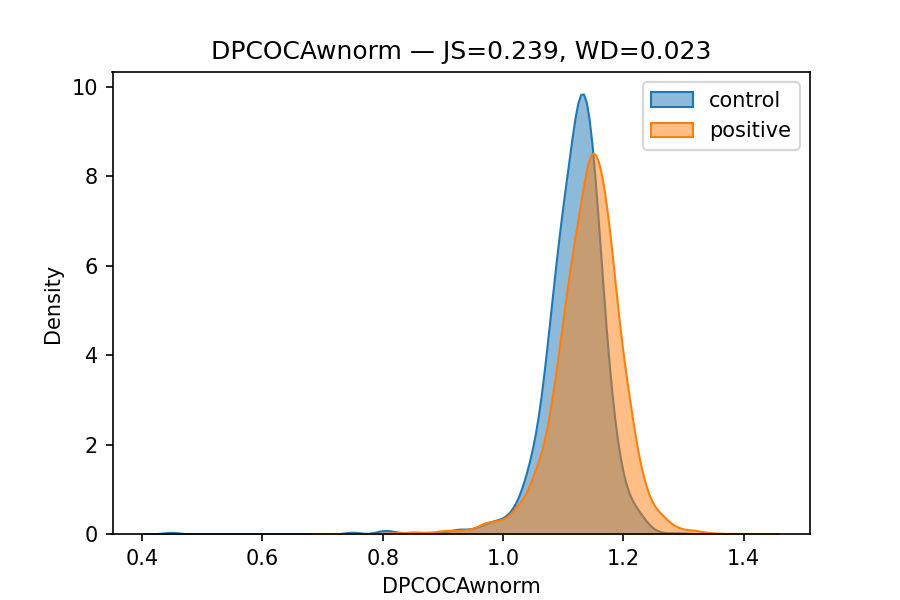 DPCOCAwnorm — JS=0.239, WD=0.023
control
positive
Density
10
8
6
4
2
0
0.4 0.6 0.8 1.0 1.2 1.4
DPCOCAwnorm